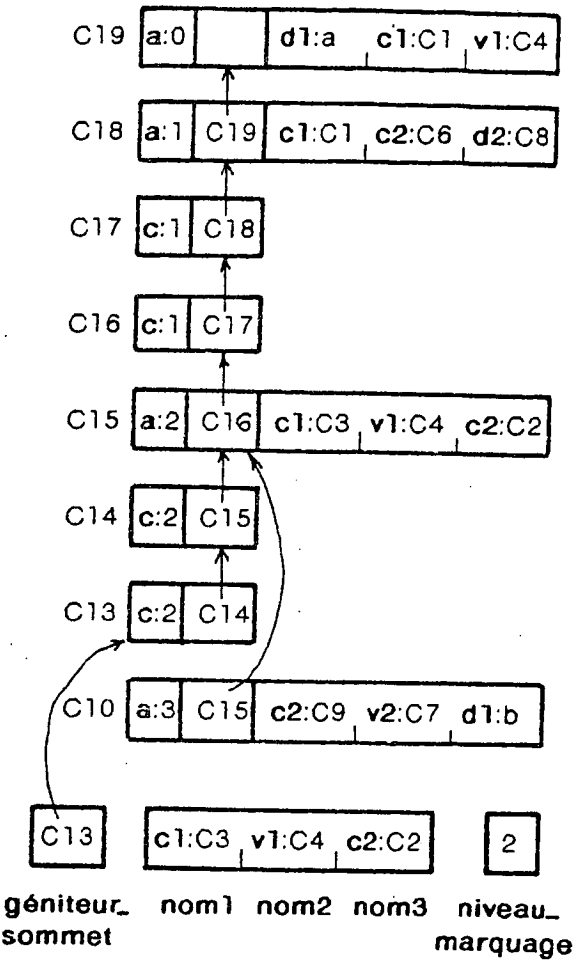 C19 a:0 d1:a c1:C1 v1:C4
C18 a:1 C19 c1:C1 c2:C6 d2:C8
C17 c:1 C18
C16 c:1 C17
C15 a:2 C16 c1:C3 v1:C4 c2:C2
C14 c:2 C15
C13 c:2 C14
C10 a:3 C15 c2:C9 v2:C7 d1:b
C13 c1:C3 v1:C4 c2:C2 2
géniteur_ nom1 nom2 nom3 niveau_
sommet marquage